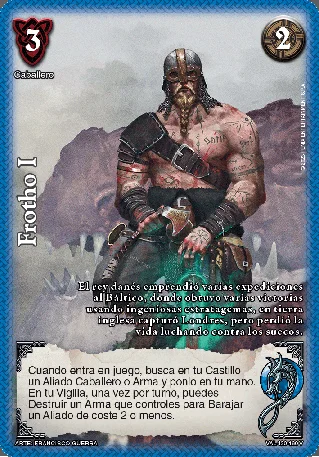 3
2
Caballero
Frotho I
El rey danés emprendió varias expediciones
al Báltico, donde obtuvo varias victorias
usando ingeniosas estratagemas, en tierra
inglesa capturó Londres, pero perdió la
vida luchando contra los suecos.
Cuando entra en juego, busca en tu Castillo
un Aliado Caballero o Arma y ponlo en tu mano.
En tu Vigilia, una vez por turno, puedes
Destruir un Arma que controles para Barajar
un Aliado de coste 2 o menos.
ARTE: FRANCISCO GUERRA